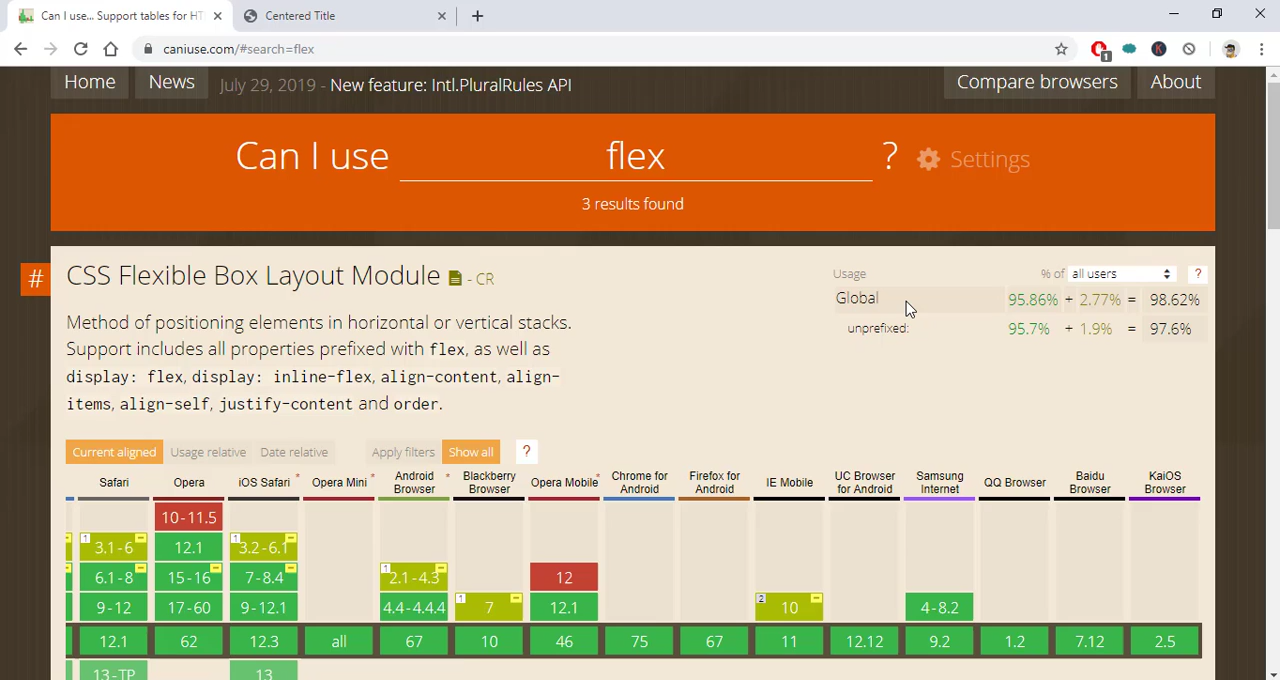 Can I use... Support tables for HT
Centered Title
caniuse.com/#search=flex
1
Home
News
July 29, 2019 - New feature: Intl.PluralRules API
Compare browsers
About
Can I use flex ?
Settings
3 results found
#
CSS Flexible Box Layout Module - CR
Usage % of all users ?
Global 95.86% + 2.77% = 98.62%
unprefixed: 95.7% + 1.9% = 97.6%
Method of positioning elements in horizontal or vertical stacks.
Support includes all properties prefixed with flex, as well as
display: flex, display: inline-flex, align-content, align-
items, align-self, justify-content and order.
Current aligned Usage relative Date relative Apply filters Show all ?
Safari Opera iOS Safari * Opera Mini * Android Browser * Blackberry Browser Opera Mobile * Chrome for Android Firefox for Android IE Mobile UC Browser for Android Samsung Internet QQ Browser Baidu Browser KaiOS Browser
10-11.5
1 3.1-6 12.1 1 3.2-6.1
6.1-8 15-16 7-8.4 1 2.1-4.3 12
9-12 17-60 9-12.1 4.4-4.4.4 1 7 12.1 2 10 4-8.2
12.1 62 12.3 all 67 10 46 75 67 11 12.12 9.2 1.2 7.12 2.5
13-TP 13